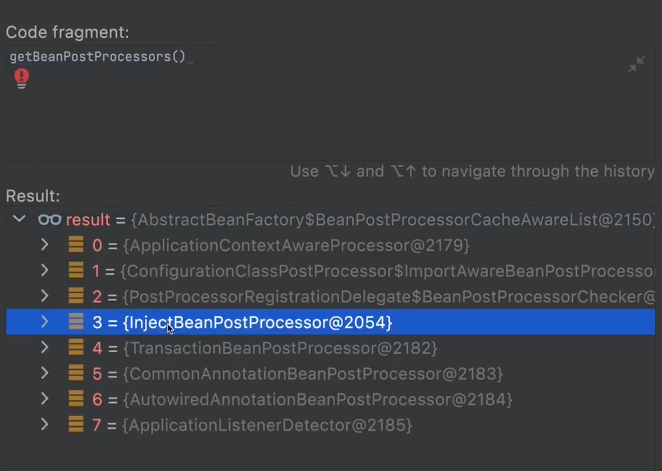 Code fragment:
getBeanPostProcessors()
Use ⌥↓ and ⌥↑ to navigate through the history
Result:
result = {AbstractBeanFactory$BeanPostProcessorCacheAwareList@2150}
0 = {ApplicationContextAwareProcessor@2179}
1 = {ConfigurationClassPostProcessor$ImportAwareBeanPostProcesso
2 = {PostProcessorRegistrationDelegate$BeanPostProcessorChecker@
3 = {InjectBeanPostProcessor@2054}
4 = {TransactionBeanPostProcessor@2182}
5 = {CommonAnnotationBeanPostProcessor@2183}
6 = {AutowiredAnnotationBeanPostProcessor@2184}
7 = {ApplicationListenerDetector@2185}